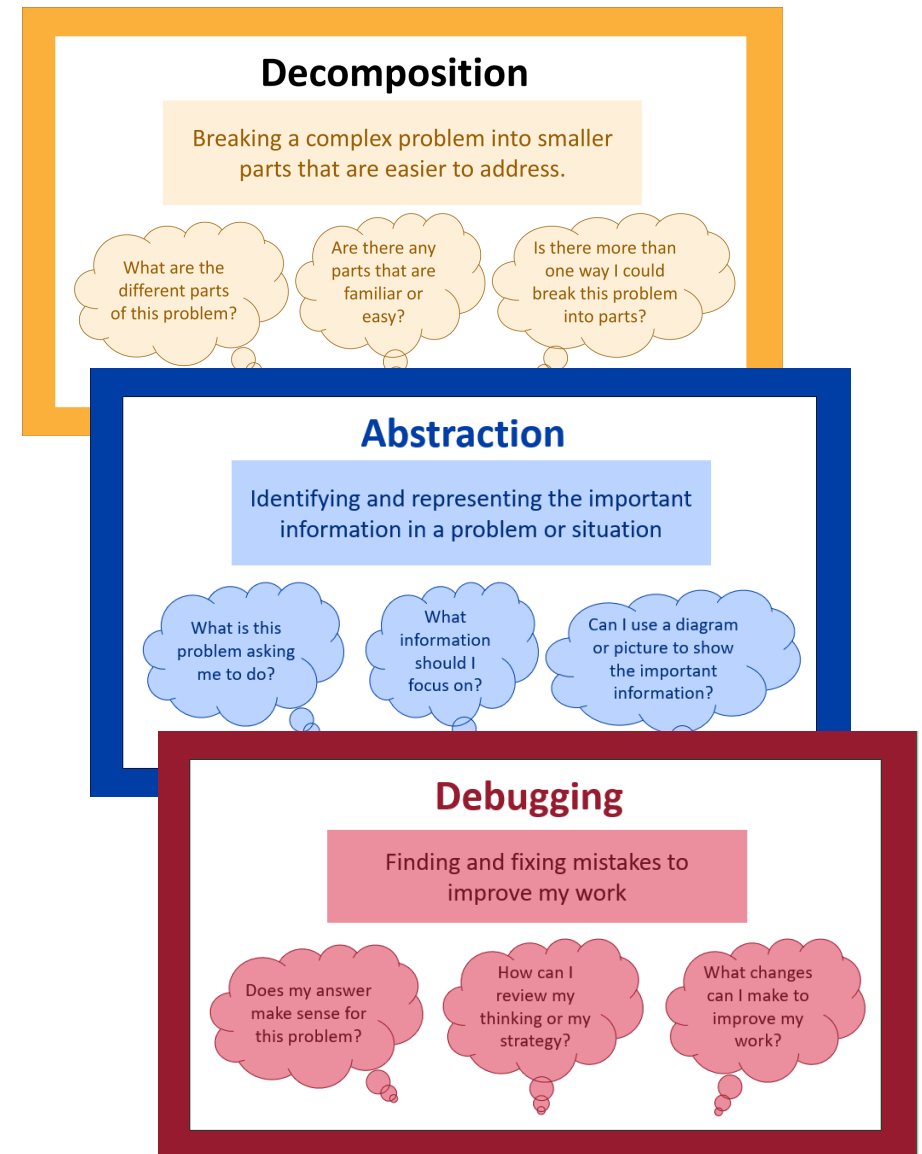 Decomposition
Breaking a complex problem into smaller
parts that are easier to address.
What are the
different parts
of this problem?
Are there any
parts that are
familiar or
easy?
Is there more than
one way I could
break this problem
into parts?
Abstraction
Identifying and representing the important
information in a problem or situation
What is this
problem asking
me to do?
What
information
should I
focus on?
Can I use a diagram
or picture to show
the important
information?
Debugging
Finding and fixing mistakes to
improve my work
Does my answer
make sense for
this problem?
How can I
review my
thinking or my
strategy?
What changes
can I make to
improve my
work?